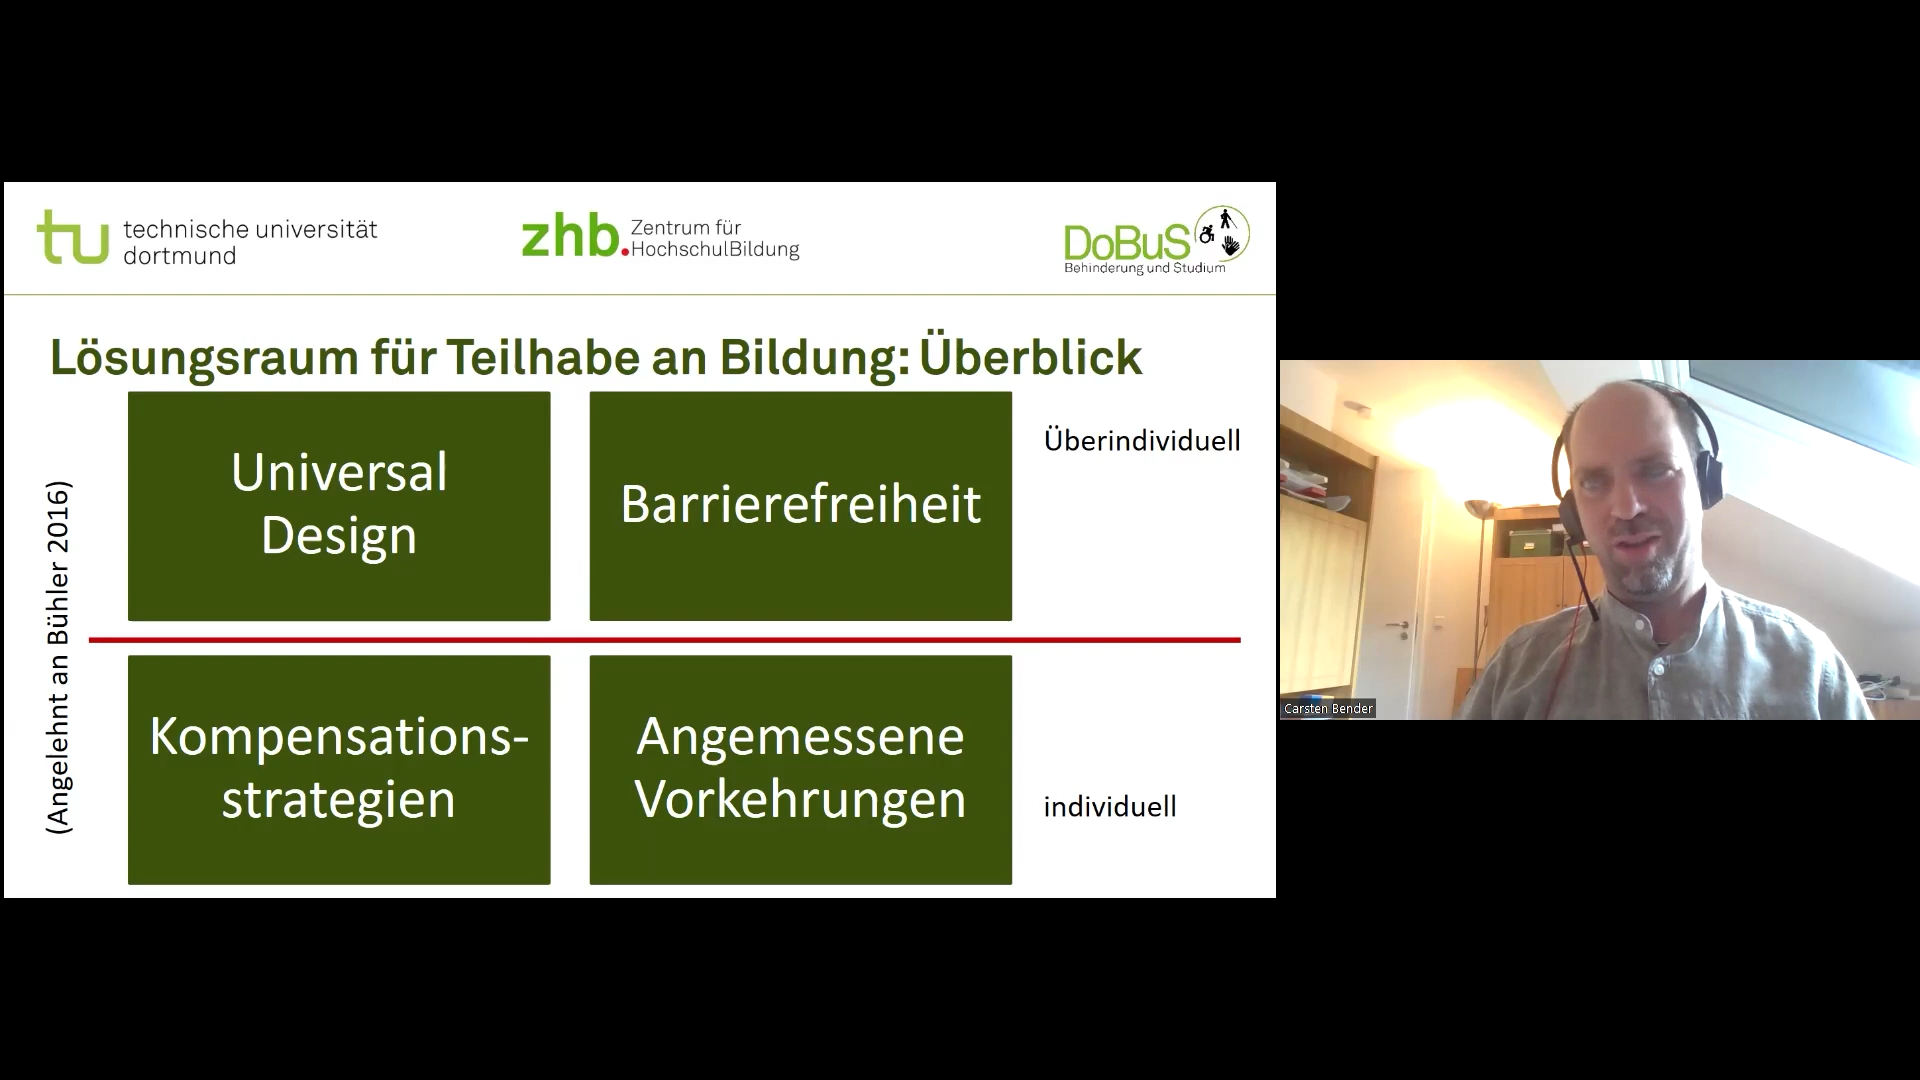 tu technische universität
dortmund
zhb. Zentrum für
HochschulBildung
DoBuS
Behinderung und Studium
Lösungsraum für Teilhabe an Bildung: Überblick
(Angelehnt an Bühler 2016)
Universal
Design
Barrierefreiheit
Überindividuell
Kompensations-
strategien
Angemessene
Vorkehrungen
individuell
Carsten Bender